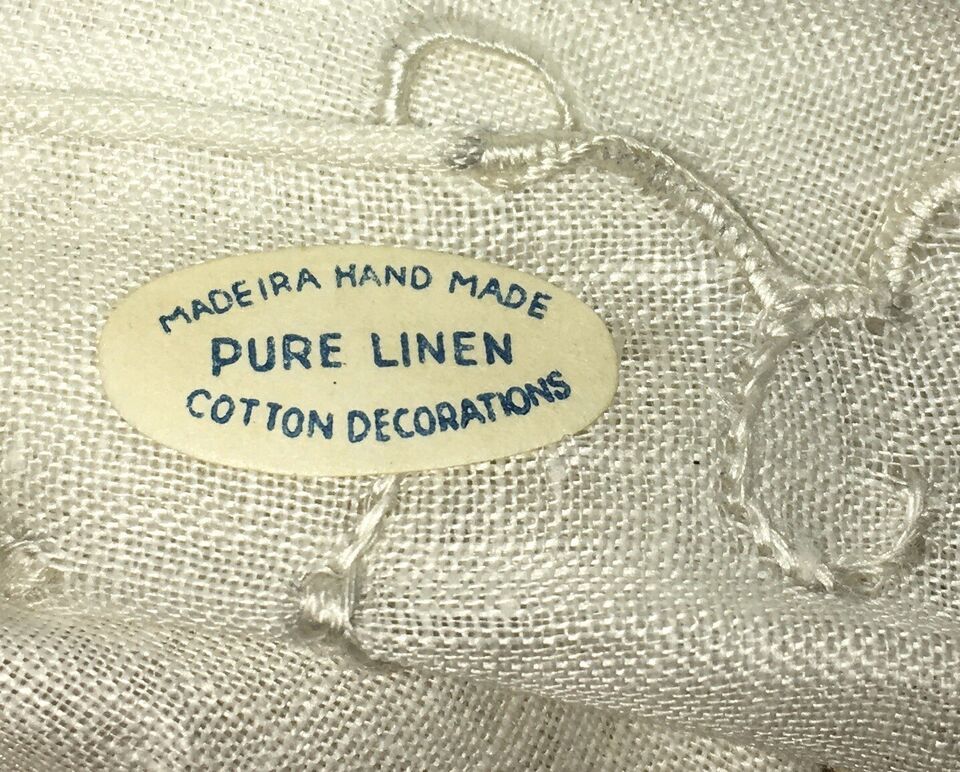 MADEIRA HAND MADE
PURE LINEN
COTTON DECORATIONS